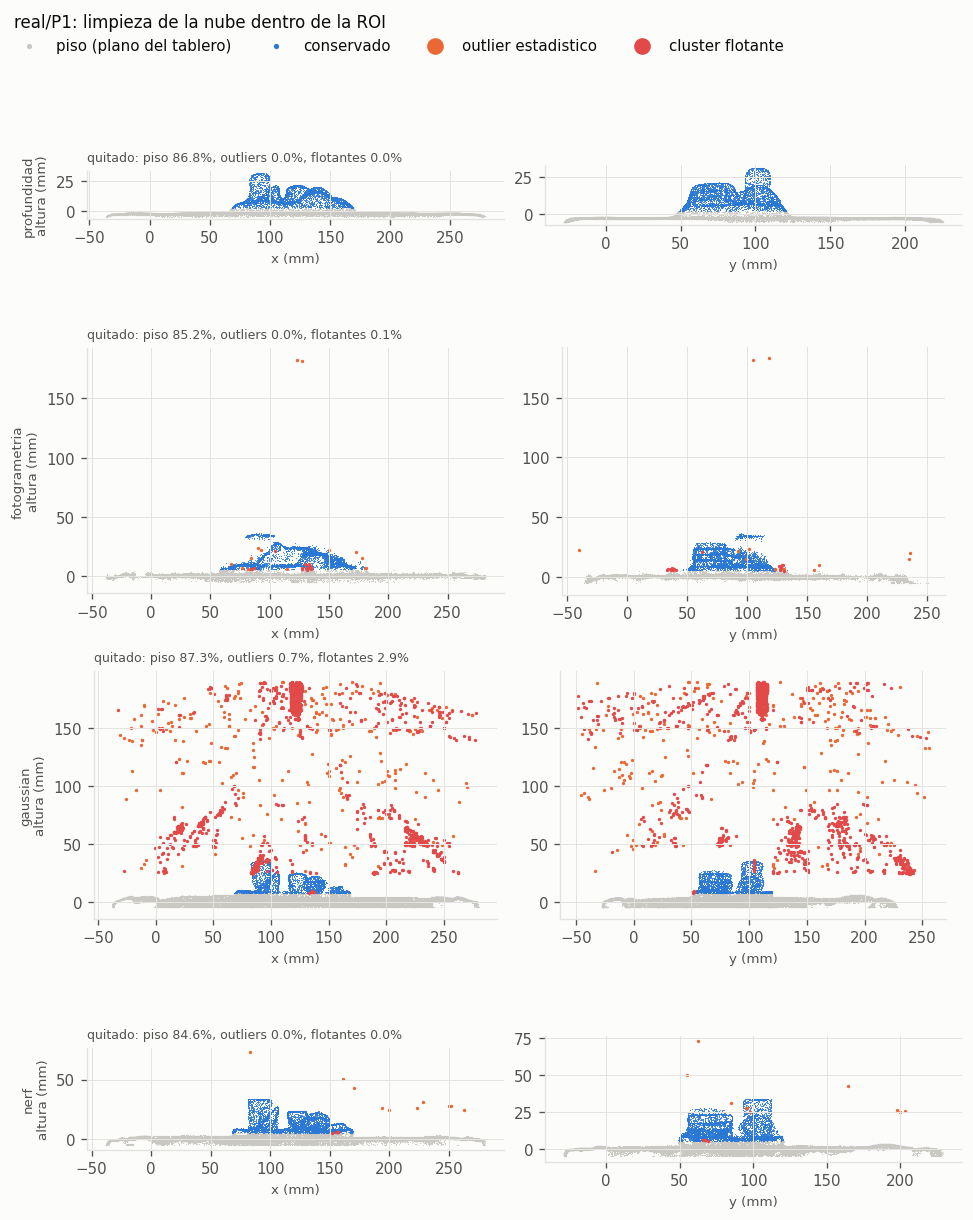 real/P1: limpieza de la nube dentro de la ROI
piso (plano del tablero) conservado outlier estadistico cluster flotante
quitado: piso 86.8%, outliers 0.0%, flotantes 0.0%
profundidad
altura (mm)
25
0
−50 0 50 100 150 200 250
x (mm)
25
0
0 50 100 150 200
y (mm)
quitado: piso 85.2%, outliers 0.0%, flotantes 0.1%
fotogrametria
altura (mm)
150
100
50
0
−50 0 50 100 150 200 250
x (mm)
150
100
50
0
−50 0 50 100 150 200 250
y (mm)
quitado: piso 87.3%, outliers 0.7%, flotantes 2.9%
gaussian
altura (mm)
150
100
50
0
−50 0 50 100 150 200 250
x (mm)
150
100
50
0
−50 0 50 100 150 200 250
y (mm)
quitado: piso 84.6%, outliers 0.0%, flotantes 0.0%
nerf
altura (mm)
50
0
−50 0 50 100 150 200 250
x (mm)
75
50
25
0
0 50 100 150 200
y (mm)